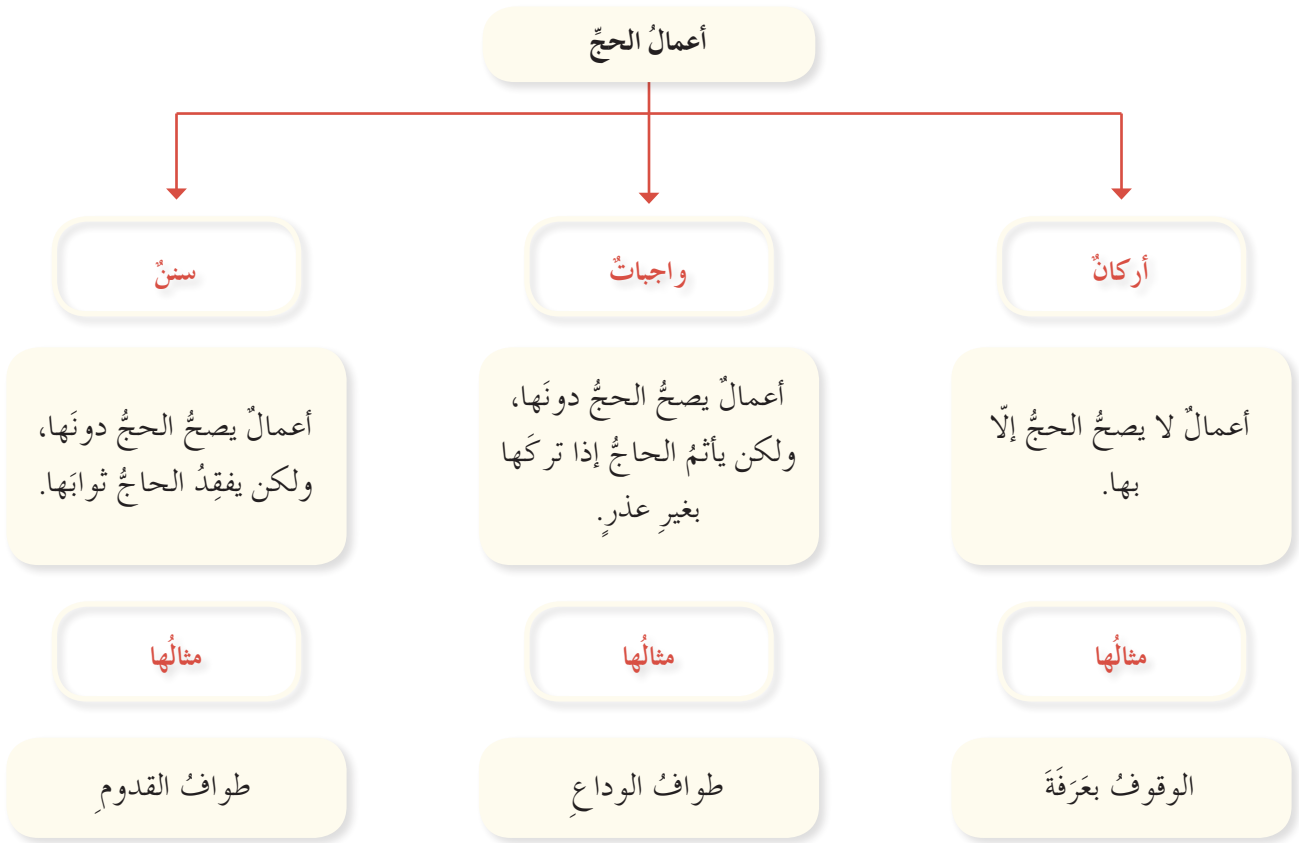 أعمالُ الحجِّ
أركانٌ
واجباتٌ
سننٌ
أعمالٌ لا يصحُّ الحجُّ إلّا
بها.
أعمالٌ يصحُّ الحجُّ دونَها،
ولكن يأثمُ الحاجُّ إذا تركَها
بغيرِ عذرٍ.
أعمالٌ يصحُّ الحجُّ دونَها،
ولكن يفقِدُ الحاجُّ ثوابَها.
مثالُها
مثالُها
مثالُها
الوقوفُ بعَرَفَةَ
طوافُ الوداعِ
طوافُ القدومِ